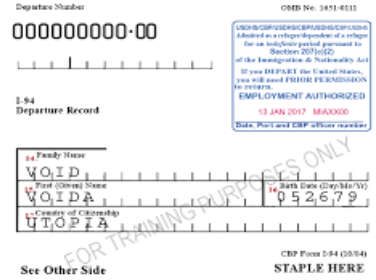 Departure Number
OMB No. 1651-0111
000000000-00
USDHS/CBP/USDHS/CBP/USDHS/CBP/USDHS
Admitted as a refugee/dependent of a refugee
for an indefinite period pursuant to
Section 207(c)(2)
of the Immigration & Nationality Act
If you DEPART the United States,
you will need PRIOR PERMISSION
to return.
EMPLOYMENT AUTHORIZED
13 JAN 2017 MIAXX00
Date, Port and CBP officer number
I-94
Departure Record
14. Family Name
VOID
15. First (Given) Name
16. Birth Date (Day/Mo/Yr)
VOIDA
052679
17. Country of Citizenship
UTOPIA
FOR TRAINING PURPOSES ONLY
CBP Form I-94 (10/04)
See Other Side
STAPLE HERE